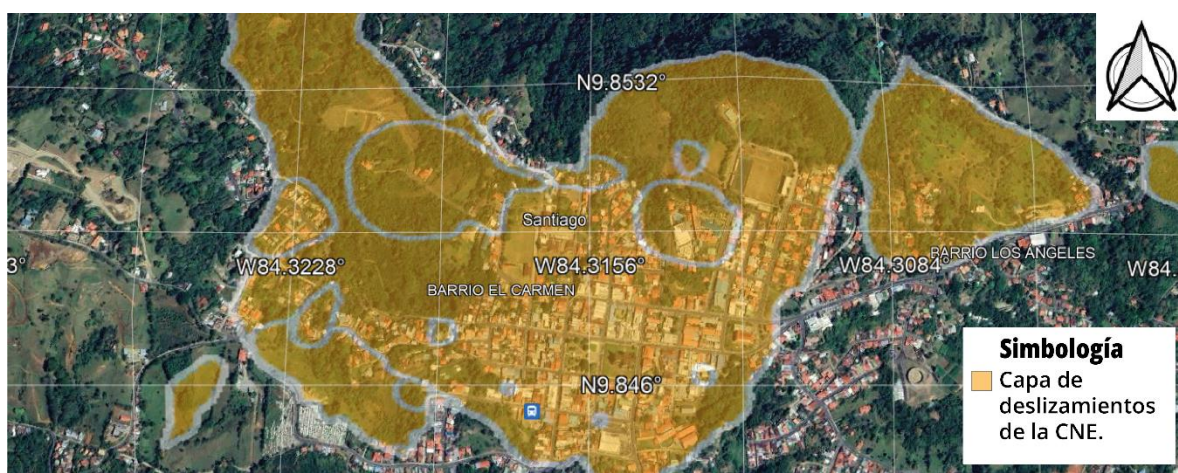 N9.8532°
Santiago
3°
W84.3228°
W84.3156°
W84.3084°
BARRIO LOS ANGELES
W84.
BARRIO EL CARMEN
N9.846°
Simbología
Capa de
deslizamientos
de la CNE.